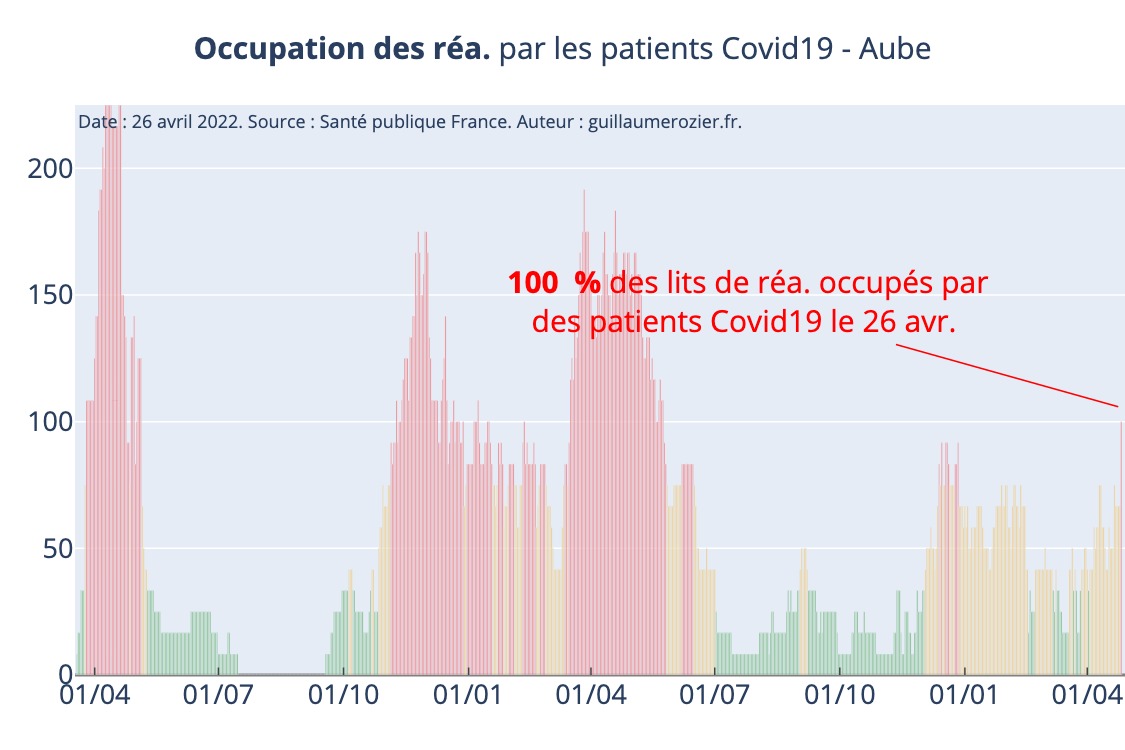 Occupation des réa. par les patients Covid19 - Aube
Date : 26 avril 2022. Source : Santé publique France. Auteur : guillaumerozier.fr.
200
150
100 % des lits de réa. occupés par
des patients Covid19 le 26 avr.
100
50
0
01/04 01/07 01/10 01/01 01/04 01/07 01/10 01/01 01/04